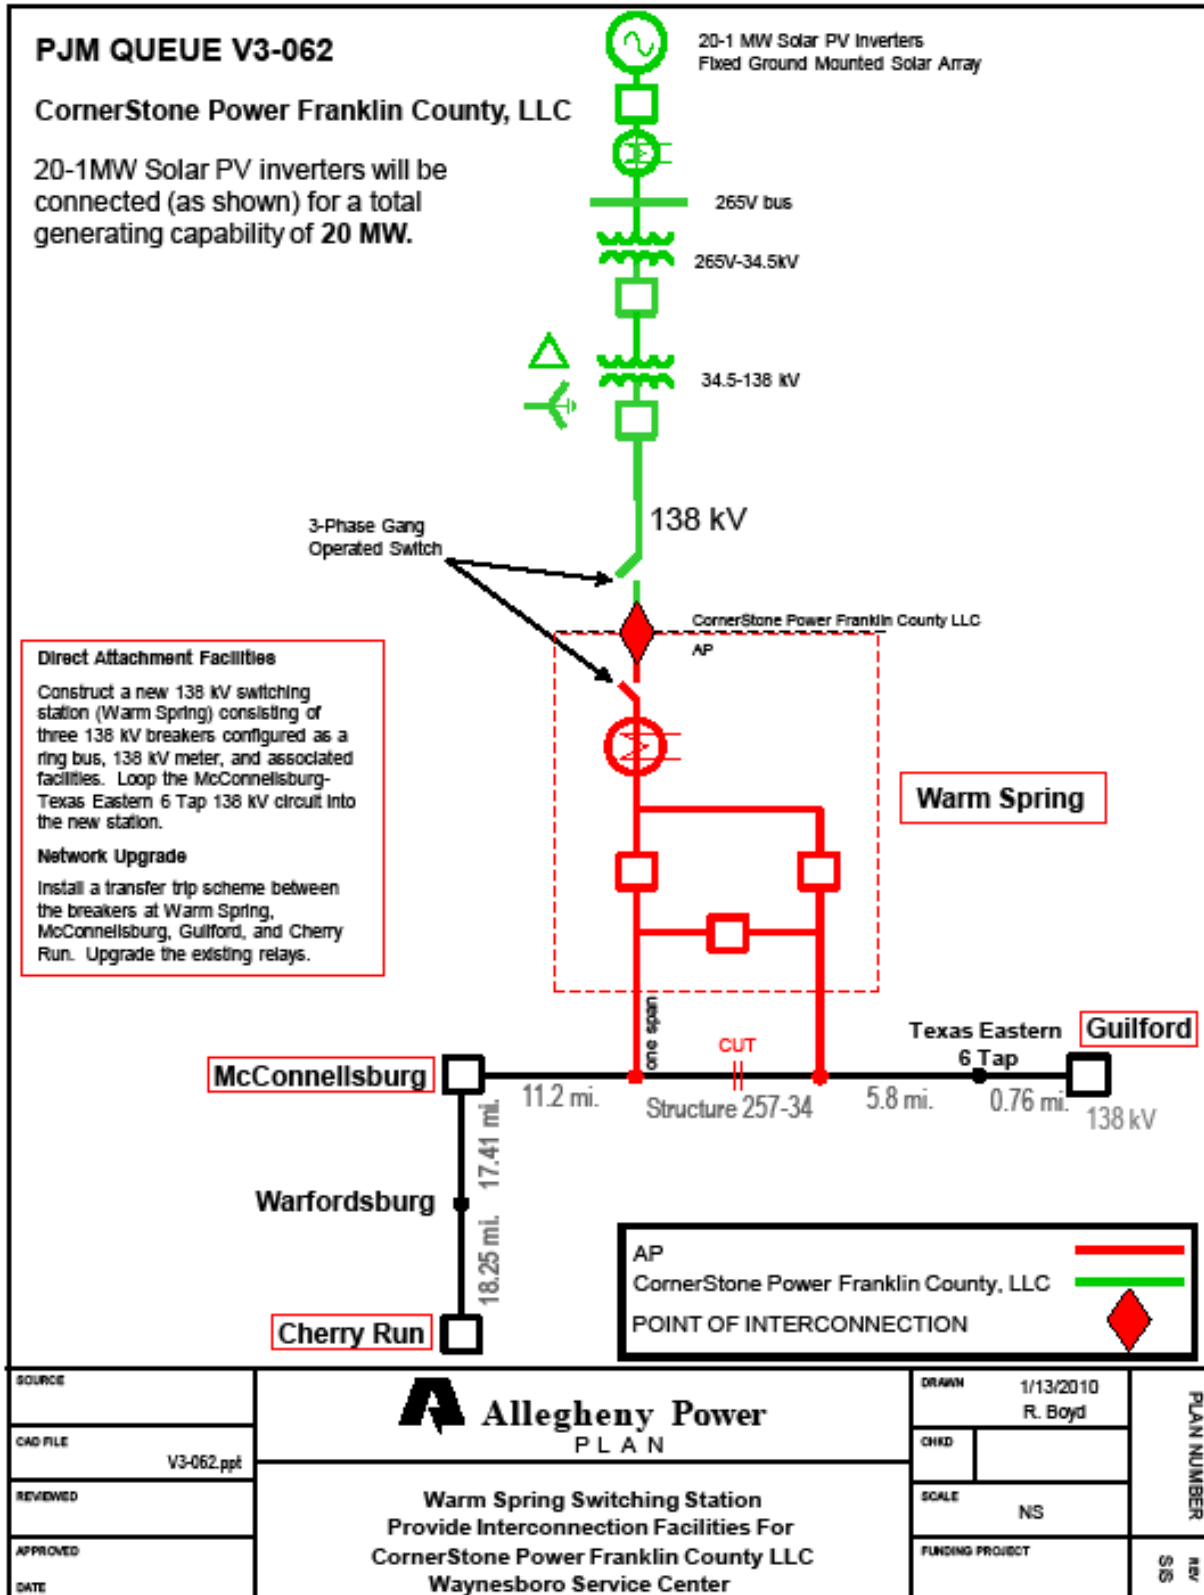 PJM QUEUE V3-062
CornerStone Power Franklin County, LLC
20-1MW Solar PV inverters will be
connected (as shown) for a total
generating capability of 20 MW.
20-1 MW Solar PV Inverters
Fixed Ground Mounted Solar Array
265V bus
265V-34.5kV
34.5-138 kV
138 kV
3-Phase Gang
Operated Switch
CornerStone Power Franklin County LLC
AP
Direct Attachment Facilities
Construct a new 138 kV switching
station (Warm Spring) consisting of
three 138 kV breakers configured as a
ring bus, 138 kV meter, and associated
facilities. Loop the McConnellsburg-
Texas Eastern 6 Tap 138 kV circuit into
the new station.
Network Upgrade
Install a transfer trip scheme between
the breakers at Warm Spring,
McConnellsburg, Guilford, and Cherry
Run. Upgrade the existing relays.
Warm Spring
one span
CUT
Texas Eastern
6 Tap
Guilford
McConnellsburg
11.2 mi.
Structure 257-34
5.8 mi.
0.76 mi.
138 kV
17.41 mi.
Warfordsburg
18.25 mi.
Cherry Run
AP
CornerStone Power Franklin County, LLC
POINT OF INTERCONNECTION
SOURCE
CAD FILE
V3-062.ppt
REVIEWED
APPROVED
DATE
Allegheny Power
PLAN
Warm Spring Switching Station
Provide Interconnection Facilities For
CornerStone Power Franklin County LLC
Waynesboro Service Center
DRAWN
1/13/2010
R. Boyd
CHKD
SCALE
NS
FUNDING PROJECT
PLAN NUMBER
REV
SIS